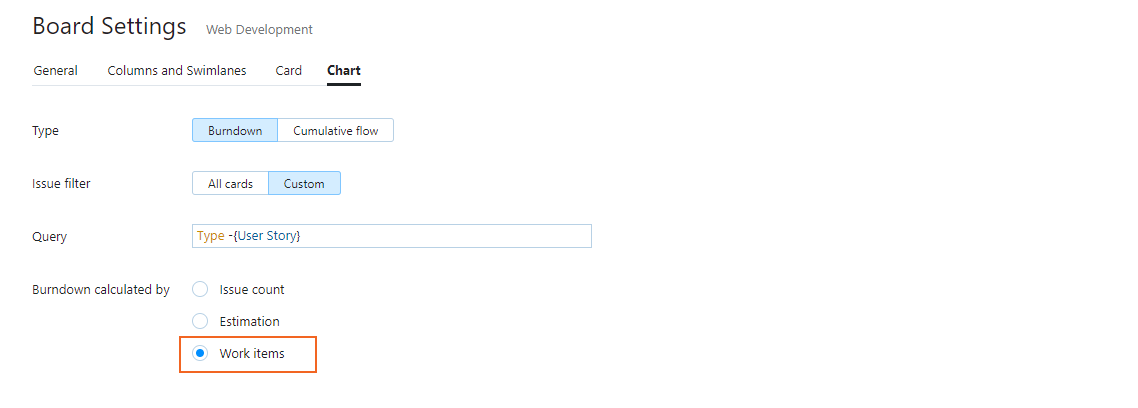 Board Settings Web Development
General Columns and Swimlanes Card Chart
Type Burndown Cumulative flow
Issue filter All cards Custom
Query Type -{User Story}
Burndown calculated by Issue count
Estimation
Work items